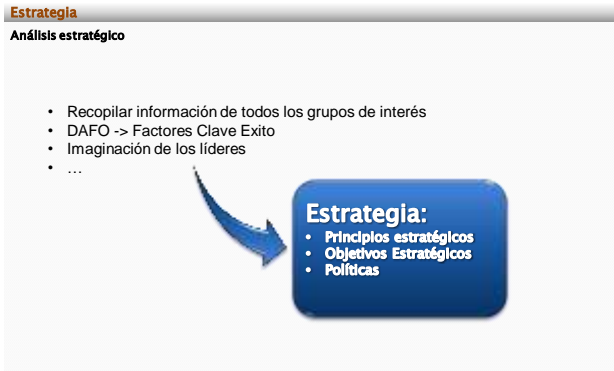 Estrategia
Análisis estratégico
• Recopilar información de todos los grupos de interés
• DAFO -> Factores Clave Exito
• Imaginación de los líderes
• …
Estrategia:
• Principios estratégicos
• Objetivos Estratégicos
• Políticas